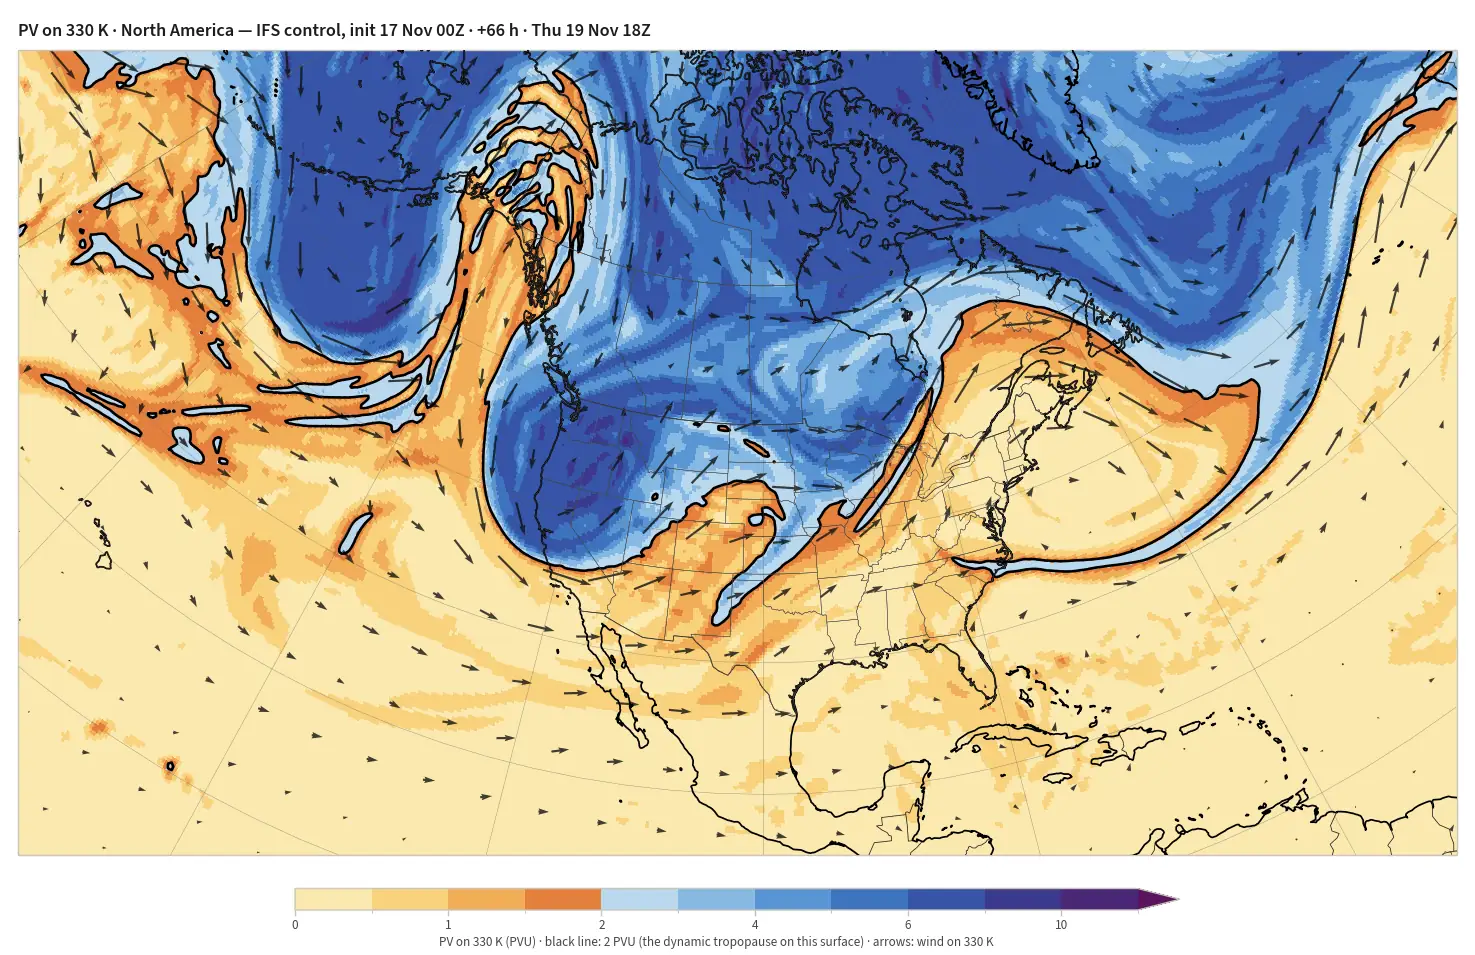 PV on 330 K · North America — IFS control, init 17 Nov 00Z · +66 h · Thu 19 Nov 18Z
0 1 2 4 6 10
PV on 330 K (PVU) · black line: 2 PVU (the dynamic tropopause on this surface) · arrows: wind on 330 K